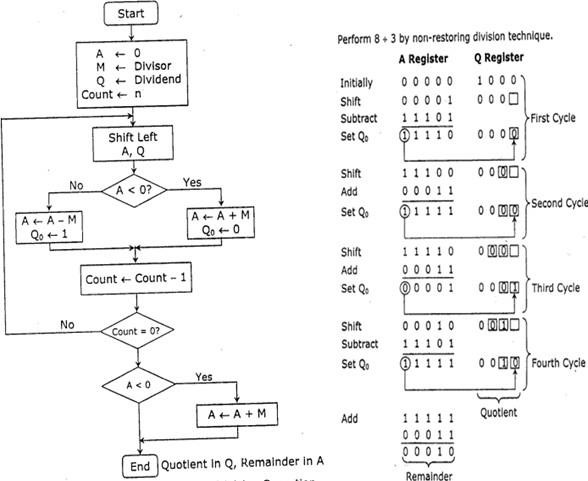 Start
A ← 0
M ← Divisor
Q ← Dividend
Count ← n
Shift Left
A, Q
No
A < 0?
Yes
A ← A – M
Q₀ ← 1
A ← A + M
Q₀ ← 0
Count ← Count – 1
No
Count = 0?
A < 0
Yes
A ← A + M
End
Quotient in Q, Remainder in A
Perform 8 ÷ 3 by non-restoring division technique.
A Register Q Register
Initially 0 0 0 0 0 1 0 0 0
Shift 0 0 0 0 1 0 0 0
Subtract 1 1 1 0 1
Set Q₀ 1 1 1 1 0 0 0 0 0
First Cycle
Shift 1 1 1 0 0 0 0 0
Add 0 0 0 1 1
Set Q₀ 1 1 1 1 1 0 0 0 0
Second Cycle
Shift 1 1 1 1 0 0 0 0
Add 0 0 0 1 1
Set Q₀ 0 0 0 0 1 0 0 0 1
Third Cycle
Shift 0 0 0 1 0 0 0 1
Subtract 1 1 1 0 1
Set Q₀ 1 1 1 1 1 0 0 1 0
Fourth Cycle
Quotient
Add 1 1 1 1 1
0 0 0 1 1
0 0 0 1 0
Remainder